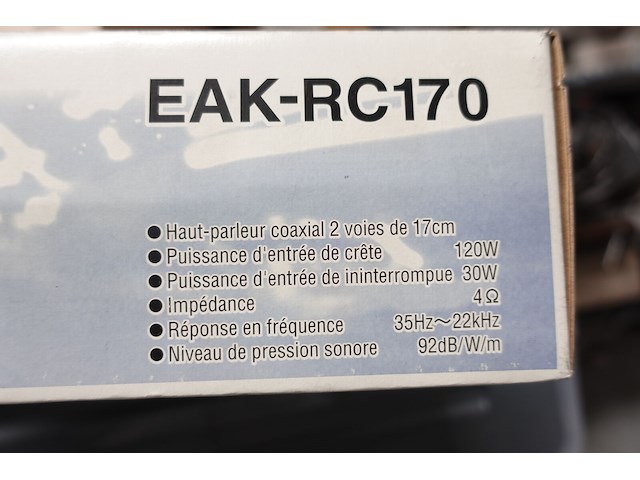 EAK-RC170
● Haut-parleur coaxial 2 voies de 17cm
● Puissance d'entrée de crête 120W
● Puissance d'entrée de ininterrompue 30W
● Impédance 4Ω
● Réponse en fréquence 35Hz~22kHz
● Niveau de pression sonore 92dB/W/m